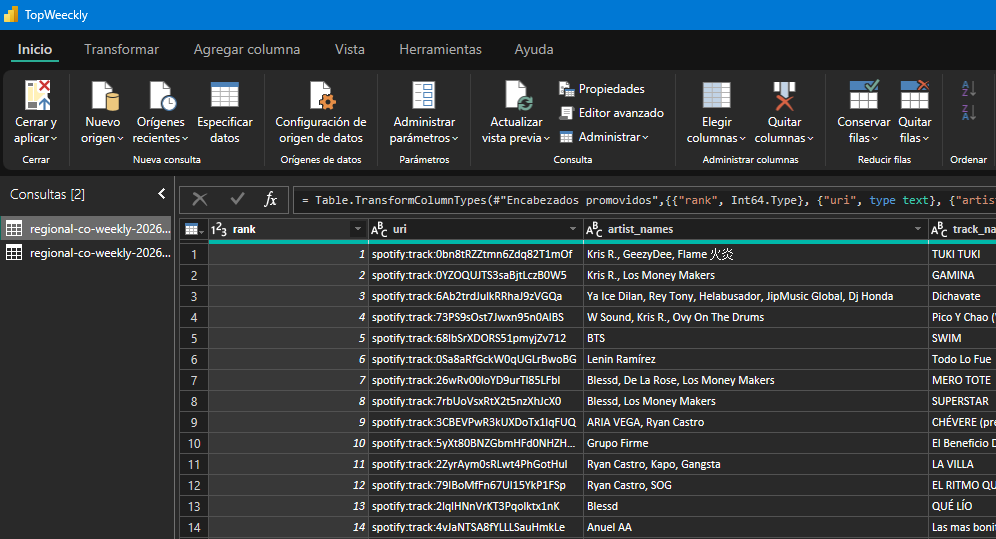 TopWeeckly
Inicio Transformar Agregar columna Vista Herramientas Ayuda
Cerrar y aplicar
Nuevo origen
Orígenes recientes
Especificar datos
Configuración de origen de datos
Administrar parámetros
Actualizar vista previa
Propiedades
Editor avanzado
Administrar
Elegir columnas
Quitar columnas
Conservar filas
Quitar filas
A Z
Z A
Cerrar Nueva consulta Orígenes de datos Parámetros Consulta Administrar columnas Reducir filas Ordenar
Consultas [2]
regional-co-weekly-2026...
regional-co-weekly-2026...
fx = Table.TransformColumnTypes(#"Encabezados promovidos",{{"rank", Int64.Type}, {"uri", type text}, {"artis
123 rank ABC uri ABC artist_names ABC track_na
1 1 spotify:track:0bn8tRZZtmn6Zdq82T1mOf Kris R., GeezyDee, Flame 火炎 TUKI TUKI
2 2 spotify:track:0YZOQUJTS3saBjtLczB0W5 Kris R., Los Money Makers GAMINA
3 3 spotify:track:6Ab2trdJulkRRhaJ9zVGQa Ya Ice Dilan, Rey Tony, Helabusador, JipMusic Global, Dj Honda Dichavate
4 4 spotify:track:73PS9sOst7Jwxn95n0AIBS W Sound, Kris R., Ovy On The Drums Pico Y Chao ("
5 5 spotify:track:68IbSrXDORS51pmyjZv712 BTS SWIM
6 6 spotify:track:0Sa8aRfGckW0qUGLrBwoBG Lenin Ramírez Todo Lo Fue
7 7 spotify:track:26wRv00IoYD9urTl85LFbI Blessd, De La Rose, Los Money Makers MERO TOTE
8 8 spotify:track:7rbUoVsxRtX2t5nzXhJcX0 Blessd, Los Money Makers SUPERSTAR
9 9 spotify:track:3CBEVPwR3kUXDoTx1IqFUQ ARIA VEGA, Ryan Castro CHÉVERE (pre
10 10 spotify:track:5yXt80BNZGbmHFd0NHZH... Grupo Firme El Beneficio D
11 11 spotify:track:2ZyrAym0sRLwt4PhGotHul Ryan Castro, Kapo, Gangsta LA VILLA
12 12 spotify:track:79IBoMfFn67UI15YkP1FSp Ryan Castro, SOG EL RITMO QU
13 13 spotify:track:2IqIHNnVrKT3Pqolktx1nK Blessd QUÉ LÍO
14 14 spotify:track:4vJaNTSA8fYLLLSauHmkLe Anuel AA Las mas bonit